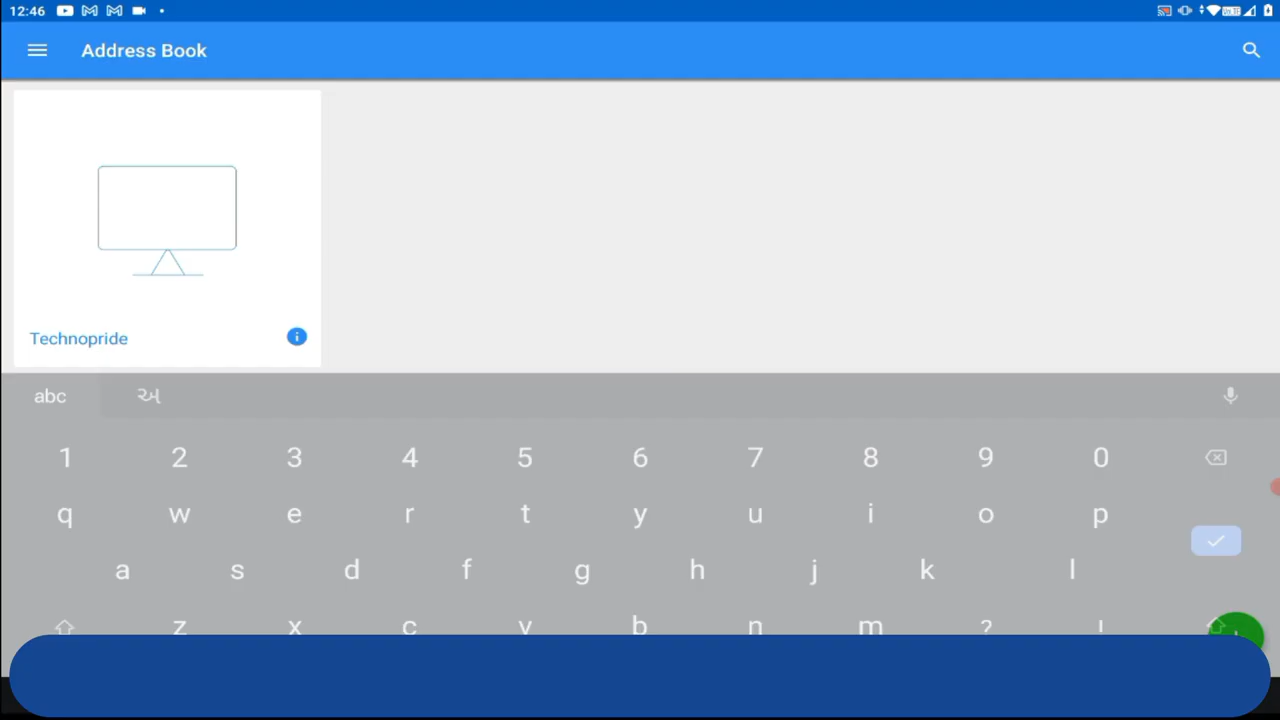 12:46
Address Book
Technopride
abc અ
1 2 3 4 5 6 7 8 9 0
q w e r t y u i o p
a s d f g h j k l
z x c v b n m ? !